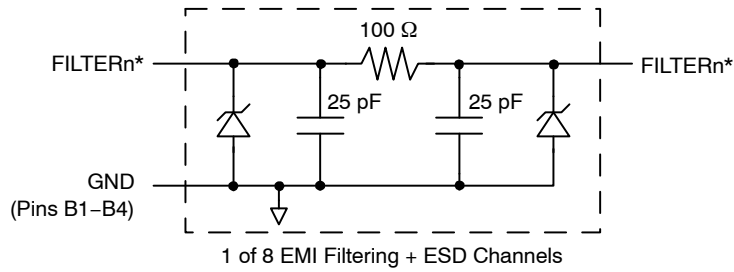 100 Ω
FILTERn*
FILTERn*
25 pF
25 pF
GND
(Pins B1−B4)
1 of 8 EMI Filtering + ESD Channels